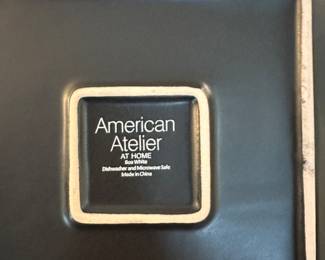 American
Atelier
AT HOME
Box White
Dishwasher and Microwave Safe
Made in China